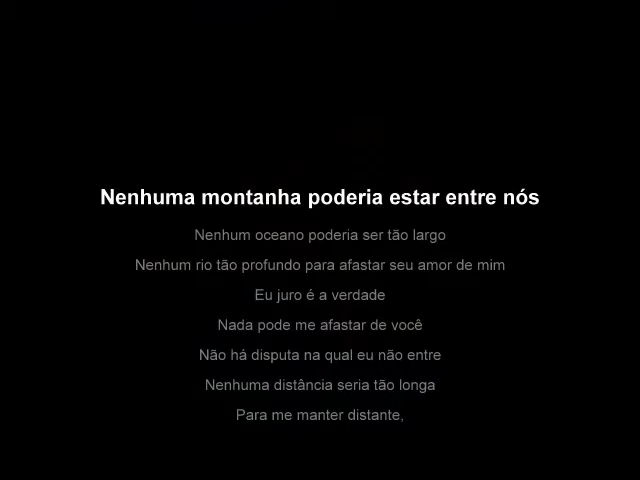 Nenhuma montanha poderia estar entre nós
Nenhum oceano poderia ser tão largo
Nenhum rio tão profundo para afastar seu amor de mim
Eu juro é a verdade
Nada pode me afastar de você
Não há disputa na qual eu não entre
Nenhuma distância seria tão longa
Para me manter distante,